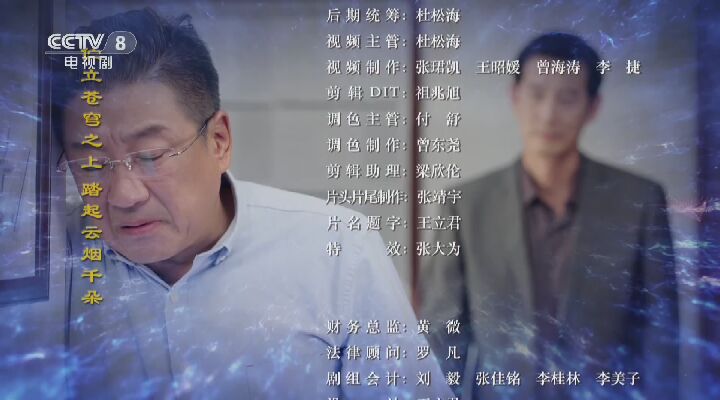 CCTV 8
电视剧
立苍穹之上 踏起云烟千朵
后期统筹：杜松海
视频主管：杜松海
视频制作：张珺凯 王昭媛 曾海涛 李 捷
剪辑DIT：祖兆旭
调色主管：付 舒
调色制作：曾东尧
剪辑助理：梁欣伦
片头片尾制作：张靖宇
片名题字：王立君
特 效：张大为
财务总监：黄 微
法律顾问：罗 凡
剧组会计：刘 毅 张佳铭 李桂林 李美子